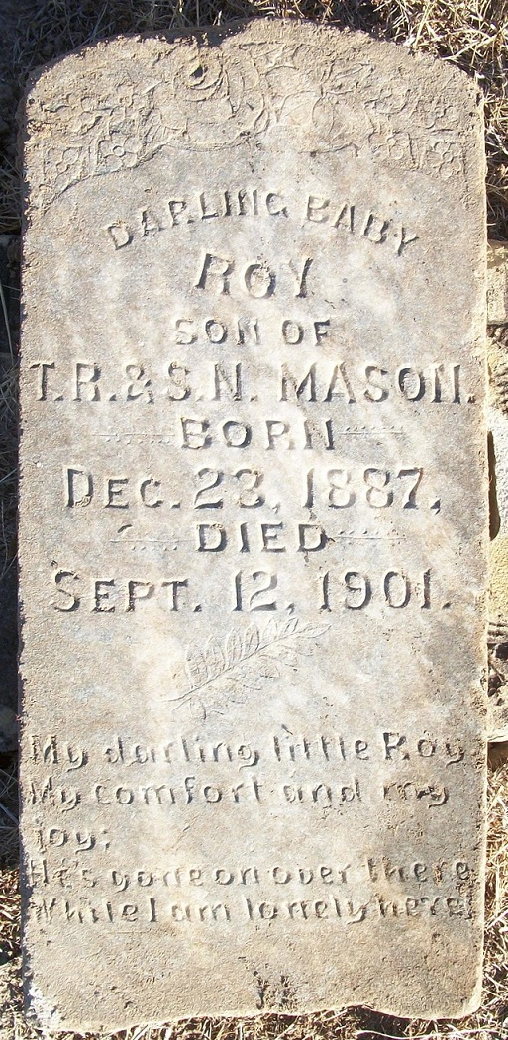 DARLING BABY
ROY
SON OF
T.R. & S.N. MASON.
BORN
DEC. 23, 1887,
DIED
SEPT. 12, 1901.
My darling little Roy
My comfort and my
joy;
He's gone on over there
While I am lonely here.